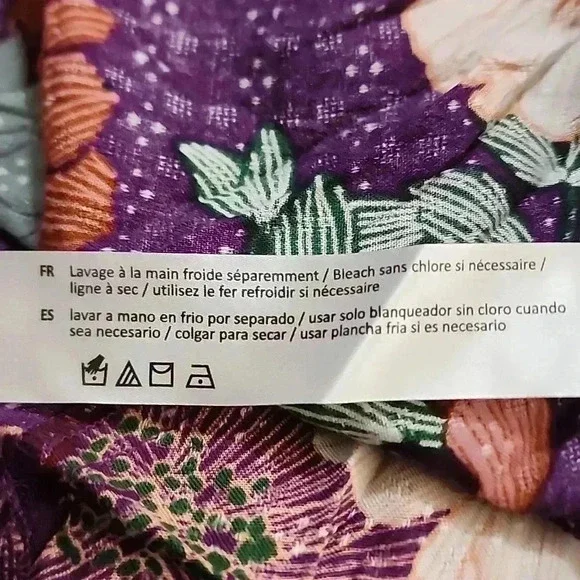 FR Lavage à la main froide séparemment / Bleach sans chlore si nécessaire /
ligne à sec / utilisez le fer refroidir si nécessaire
ES lavar a mano en frio por separado / usar solo blanqueador sin cloro cuando
sea necesario / colgar para secar / usar plancha fria si es necesario